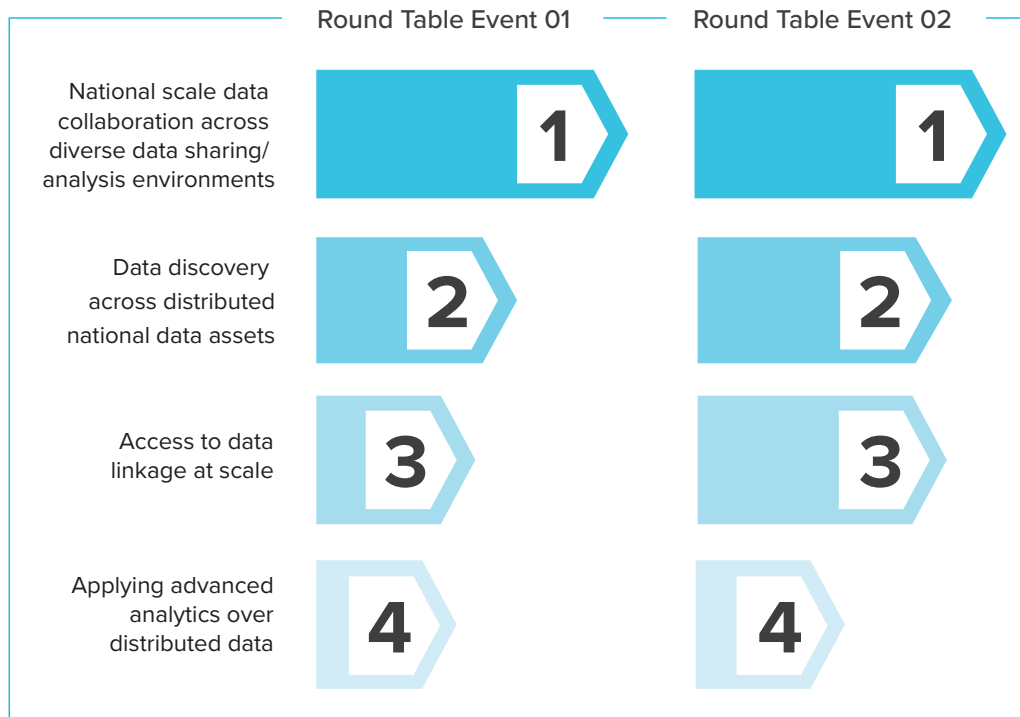 Round Table Event 01
Round Table Event 02
National scale data
collaboration across
diverse data sharing/
analysis environments
1
1
Data discovery
across distributed
national data assets
2
2
Access to data
linkage at scale
3
3
Applying advanced
analytics over
distributed data
4
4